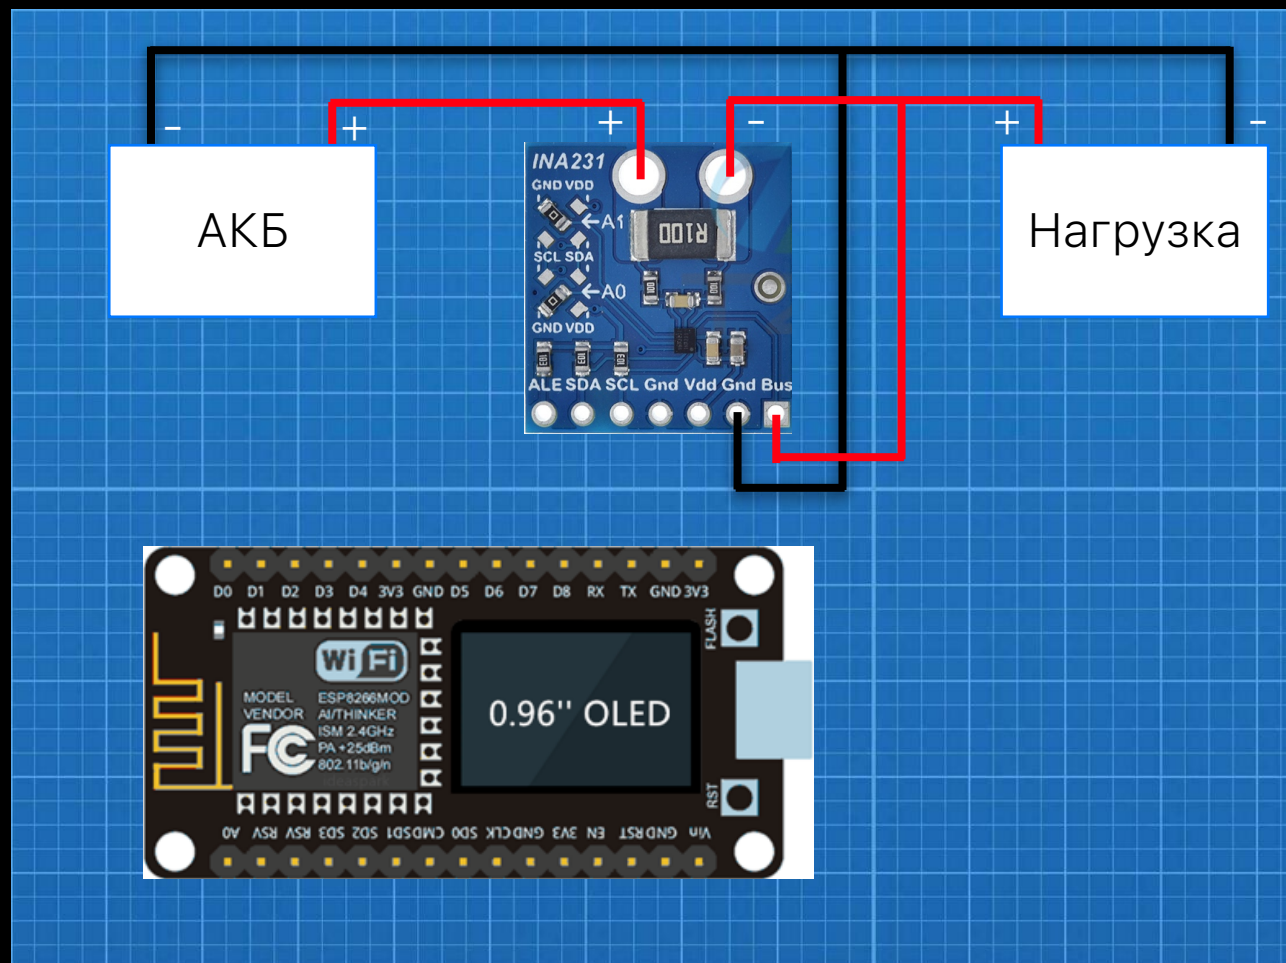 - + + - + -
АКБ
Нагрузка
INA231
GND VDD
←A1
R100
SCL SDA
←A0
GND VDD
ALE SDA SCL Gnd Vdd Gnd Bus
D0 D1 D2 D3 D4 3V3 GND D5 D6 D7 D8 RX TX GND 3V3
FLASH
WiFi
MODEL ESP8266MOD
VENDOR AI/THINKER
ISM 2.4GHz
PA +25dBm
802.11b/g/n
FC
0.96'' OLED
RST
A0 RSV RSV SD3 SD2 SD1 CMD SD0 CLK GND 3V3 EN RST GND Vin